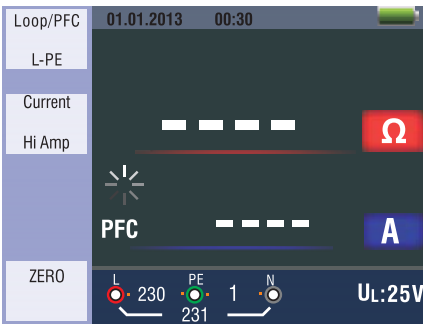 Loop/PFC
L-PE
Current
Hi Amp
ZERO
01.01.2013 00:30
– – – –
Ω
PFC – – – – A
L PE N
230 1
231
UL:25V